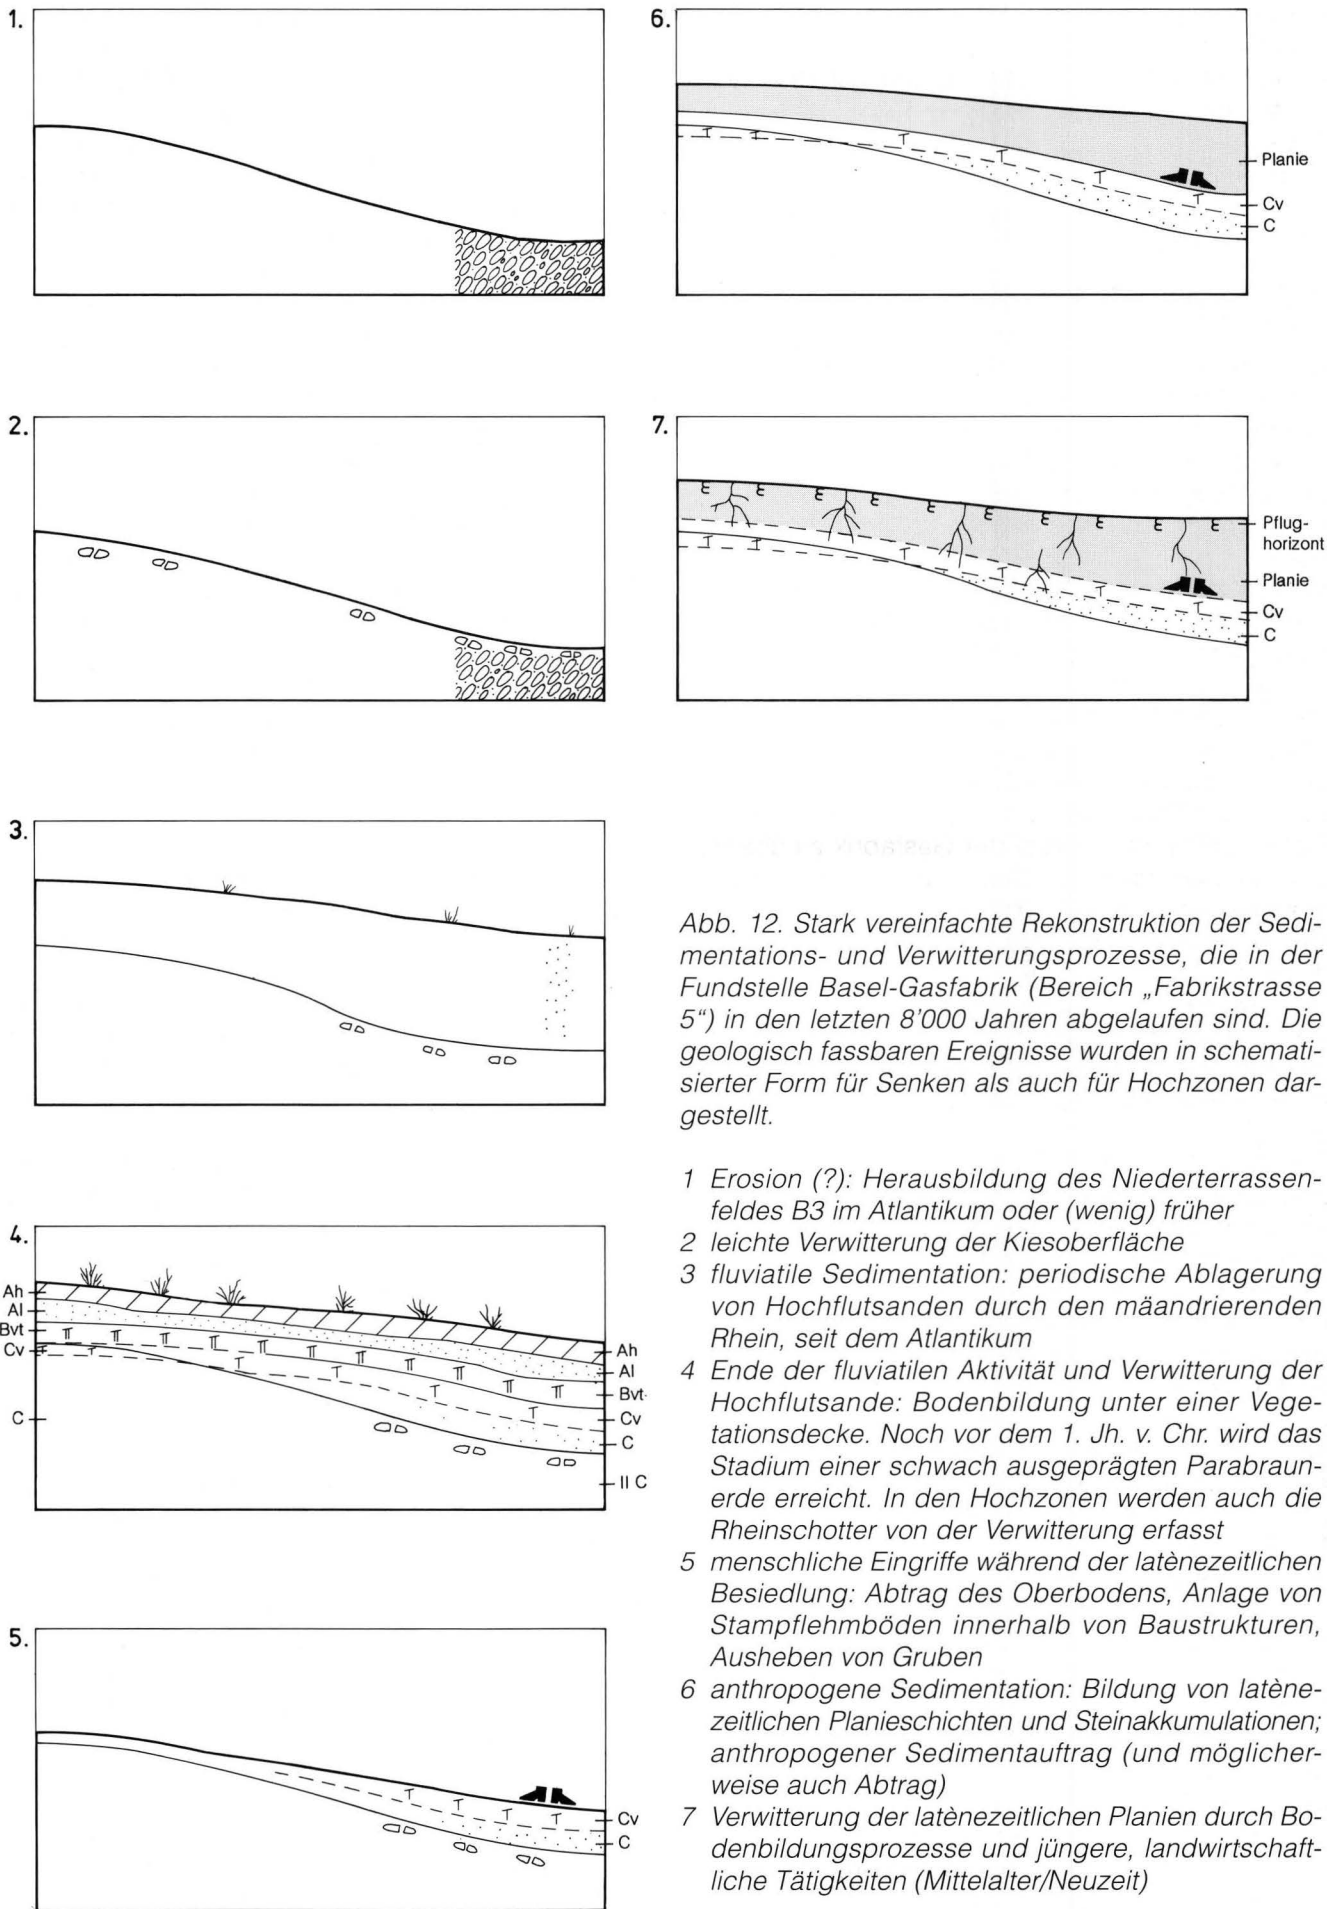 1.
2.
3.
4.
Ah
Al
Bvt
Cv
C
Ah
Al
Bvt
Cv
C
II C
5.
Cv
C
6.
Planie
Cv
C
7.
Pflug-
horizont
Planie
Cv
C
Abb. 12. Stark vereinfachte Rekonstruktion der Sedi-
mentations- und Verwitterungsprozesse, die in der
Fundstelle Basel-Gasfabrik (Bereich „Fabrikstrasse
5“) in den letzten 8'000 Jahren abgelaufen sind. Die
geologisch fassbaren Ereignisse wurden in schemati-
sierter Form für Senken als auch für Hochzonen dar-
gestellt.
1 Erosion (?): Herausbildung des Niederterrassen-
feldes B3 im Atlantikum oder (wenig) früher
2 leichte Verwitterung der Kiesoberfläche
3 fluviatile Sedimentation: periodische Ablagerung
von Hochflutsanden durch den mäandrierenden
Rhein, seit dem Atlantikum
4 Ende der fluviatilen Aktivität und Verwitterung der
Hochflutsande: Bodenbildung unter einer Vege-
tationsdecke. Noch vor dem 1. Jh. v. Chr. wird das
Stadium einer schwach ausgeprägten Parabraun-
erde erreicht. In den Hochzonen werden auch die
Rheinschotter von der Verwitterung erfasst
5 menschliche Eingriffe während der latènezeitlichen
Besiedlung: Abtrag des Oberbodens, Anlage von
Stampflehmböden innerhalb von Baustrukturen,
Ausheben von Gruben
6 anthropogene Sedimentation: Bildung von latène-
zeitlichen Planieschichten und Steinakkumulationen;
anthropogener Sedimentauftrag (und möglicher-
weise auch Abtrag)
7 Verwitterung der latènezeitlichen Planien durch Bo-
denbildungsprozesse und jüngere, landwirtschaft-
liche Tätigkeiten (Mittelalter/Neuzeit)